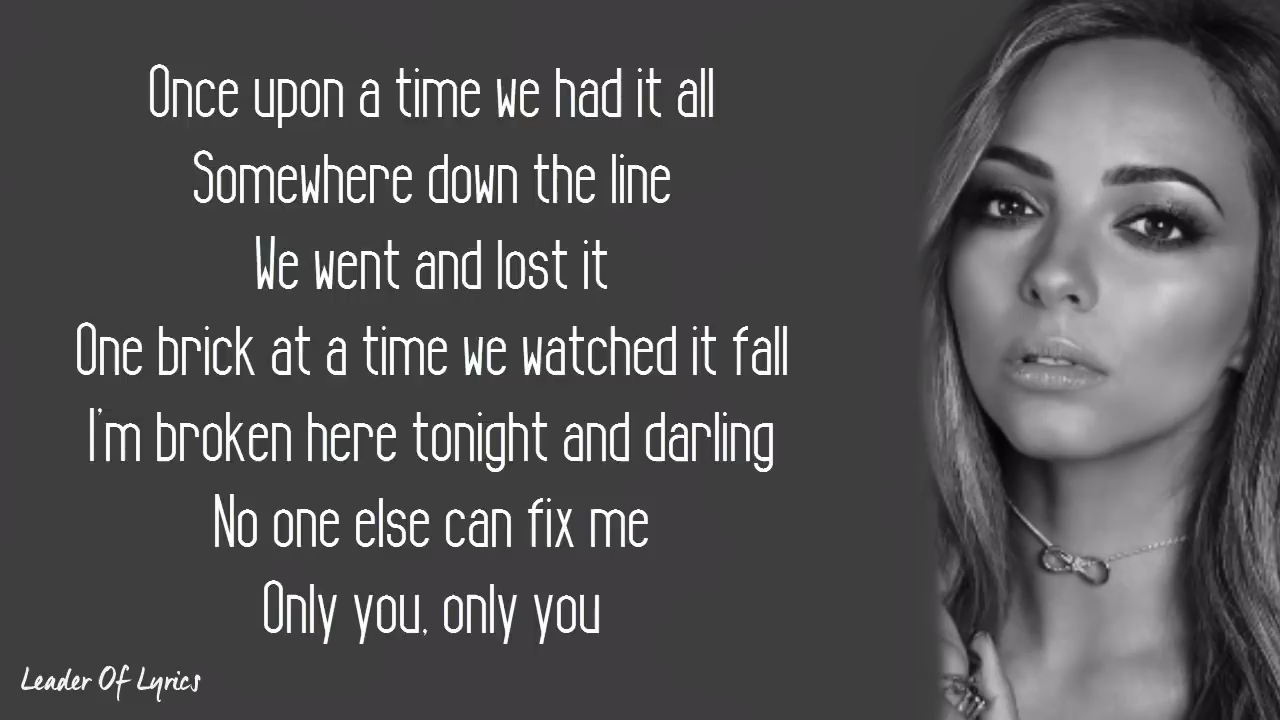 Once upon a time we had it all
Somewhere down the line
We went and lost it
One brick at a time we watched it fall
I'm broken here tonight and darling
No one else can fix me
Only you, only you
Leader Of Lyrics